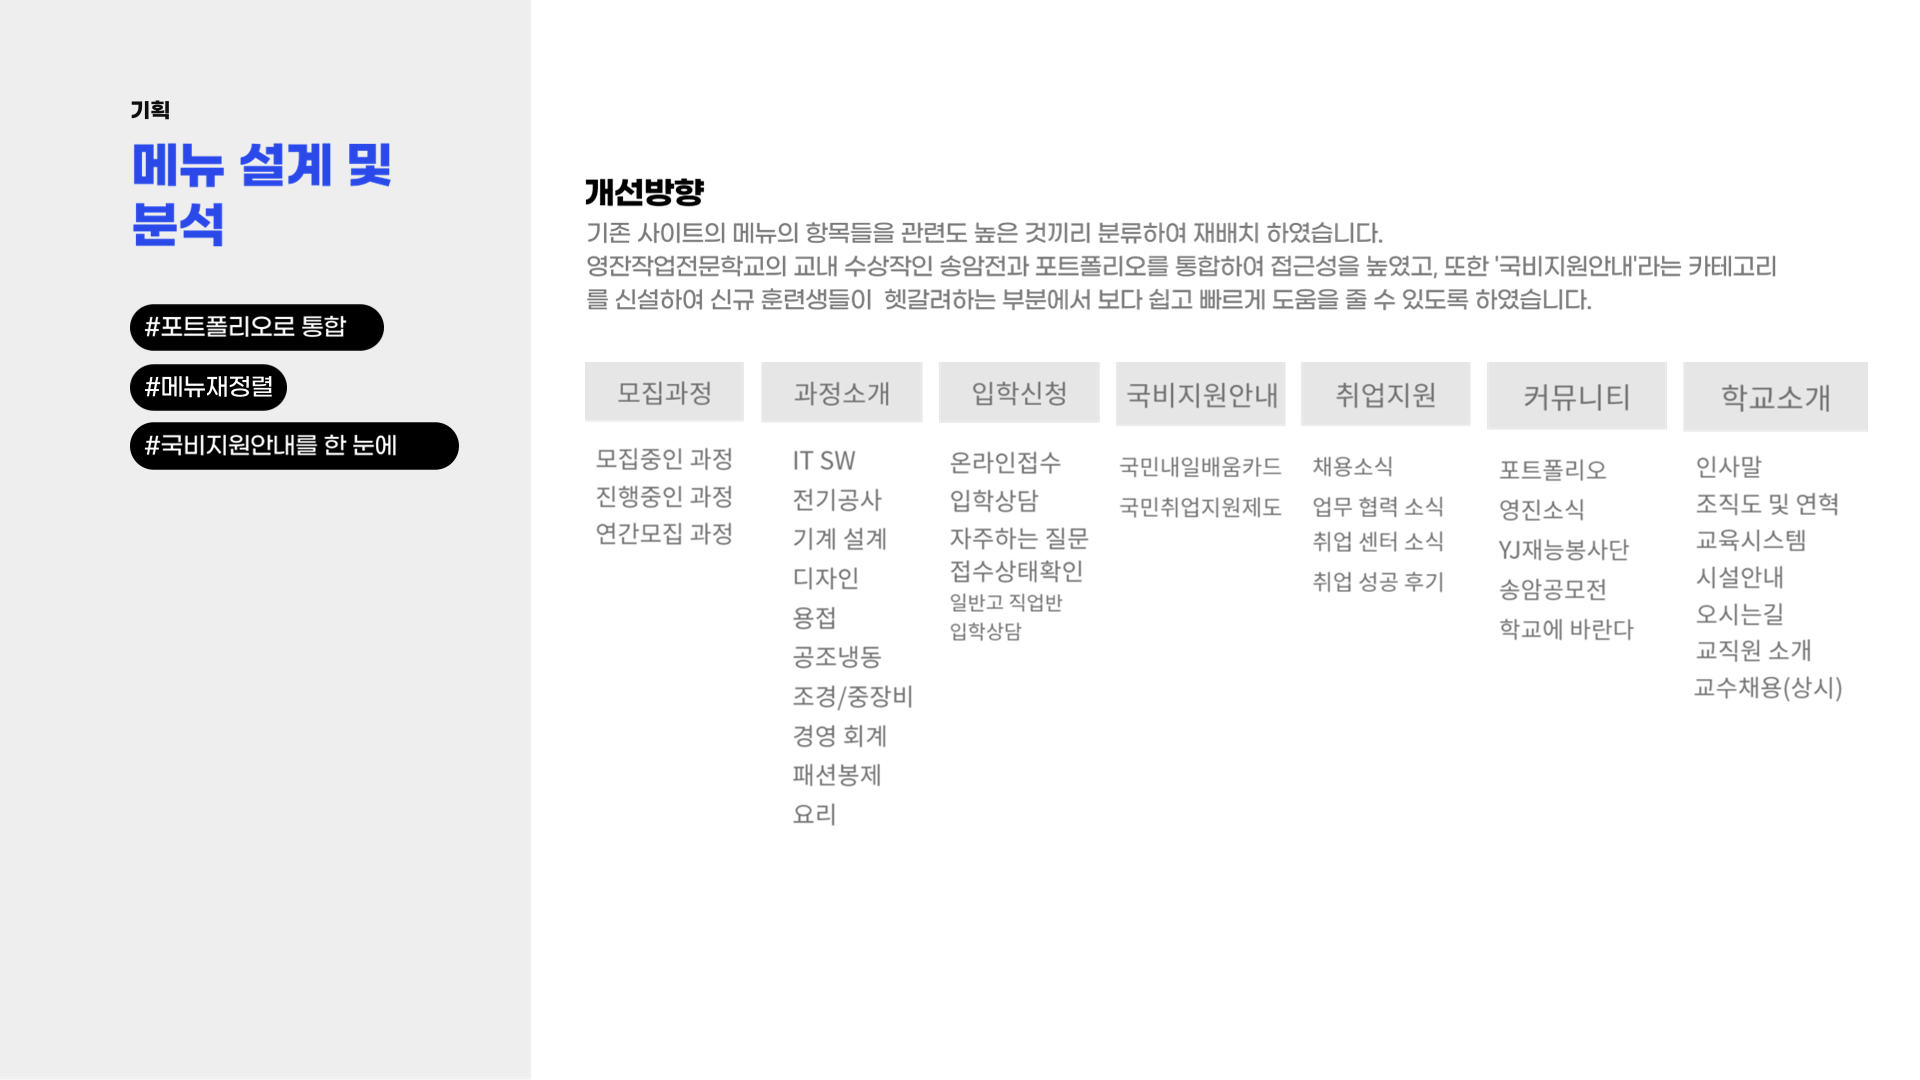 기획
메뉴 설계 및
분석
#포트폴리오로 통합
#메뉴재정렬
#국비지원안내를 한 눈에
개선방향
기존 사이트의 메뉴의 항목들을 관련도 높은 것끼리 분류하여 재배치 하였습니다.
영잔작업전문학교의 교내 수상작인 송암전과 포트폴리오를 통합하여 접근성을 높였고, 또한 '국비지원안내'라는 카테고리
를 신설하여 신규 훈련생들이 헷갈려하는 부분에서 보다 쉽고 빠르게 도움을 줄 수 있도록 하였습니다.
모집과정
모집중인 과정
진행중인 과정
연간모집 과정
과정소개
IT SW
전기공사
기계 설계
디자인
용접
공조냉동
조경/중장비
경영 회계
패션봉제
요리
입학신청
온라인접수
입학상담
자주하는 질문
접수상태확인
일반고 직업반
입학상담
국비지원안내
국민내일배움카드
국민취업지원제도
취업지원
채용소식
업무 협력 소식
취업 센터 소식
취업 성공 후기
커뮤니티
포트폴리오
영진소식
YJ재능봉사단
송암공모전
학교에 바란다
학교소개
인사말
조직도 및 연혁
교육시스템
시설안내
오시는길
교직원 소개
교수채용(상시)